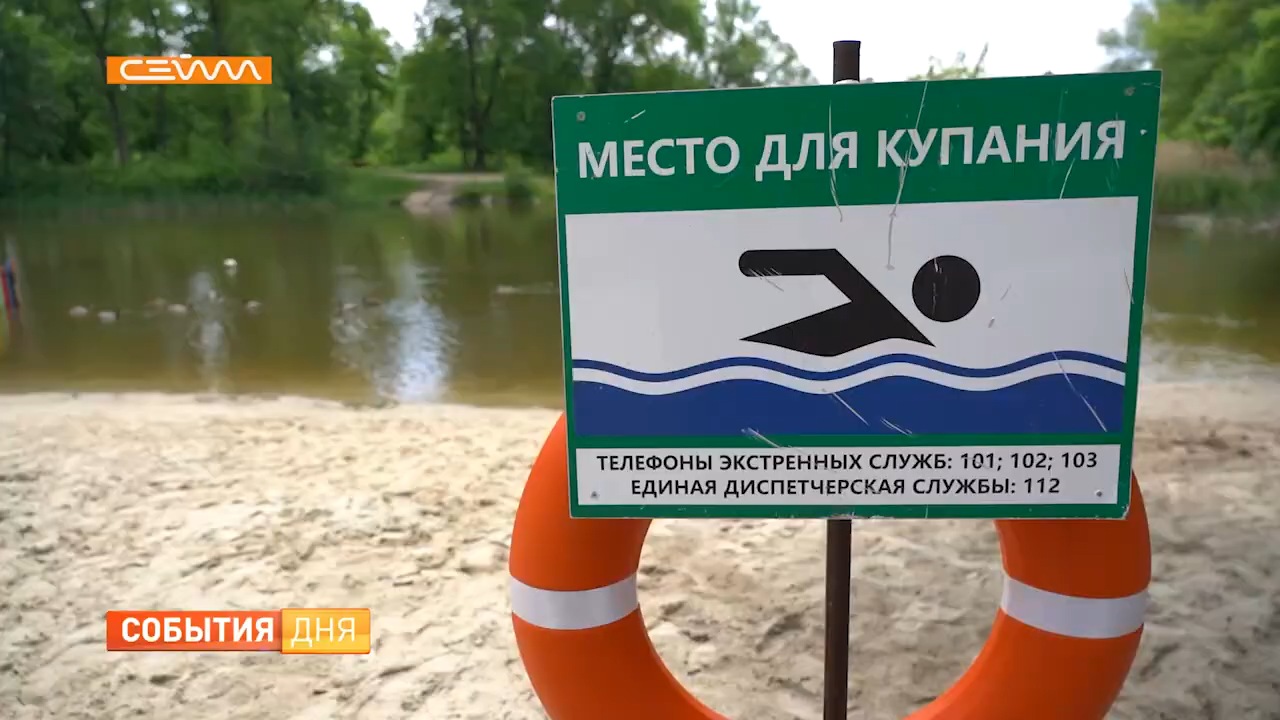 СЕЙМ
МЕСТО ДЛЯ КУПАНИЯ
ТЕЛЕФОНЫ ЭКСТРЕННЫХ СЛУЖБ: 101; 102; 103
ЕДИНАЯ ДИСПЕТЧЕРСКАЯ СЛУЖБЫ: 112
СОБЫТИЯ ДНЯ